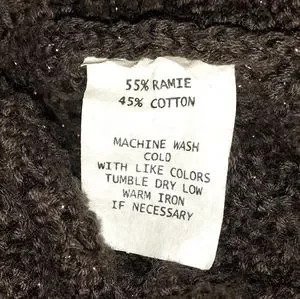 55% RAMIE
45% COTTON
MACHINE WASH
COLD
WITH LIKE COLORS
TUMBLE DRY LOW
WARM IRON
IF NECESSARY